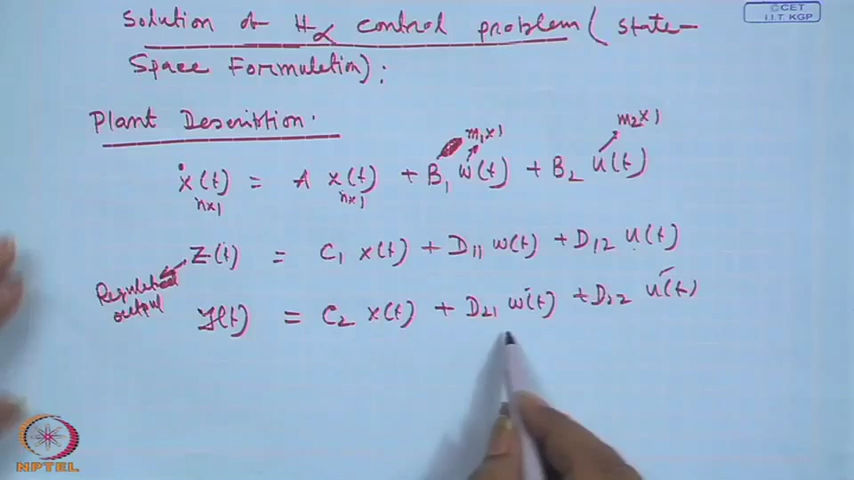 ©CET
I.I.T. KGP
Solution of H∝ control problem (State-
Space Formulation):
Plant Description.
m₁×1
m₂×1
ẋ(t) = A x(t) + B₁ w(t) + B₂ u(t)
n×1 n×1
Z(t) = C₁ x(t) + D₁₁ w(t) + D₁₂ u(t)
Regulated
output
y(t) = C₂ x(t) + D₂₁ w(t) + D₂₂ u(t)
NPTEL